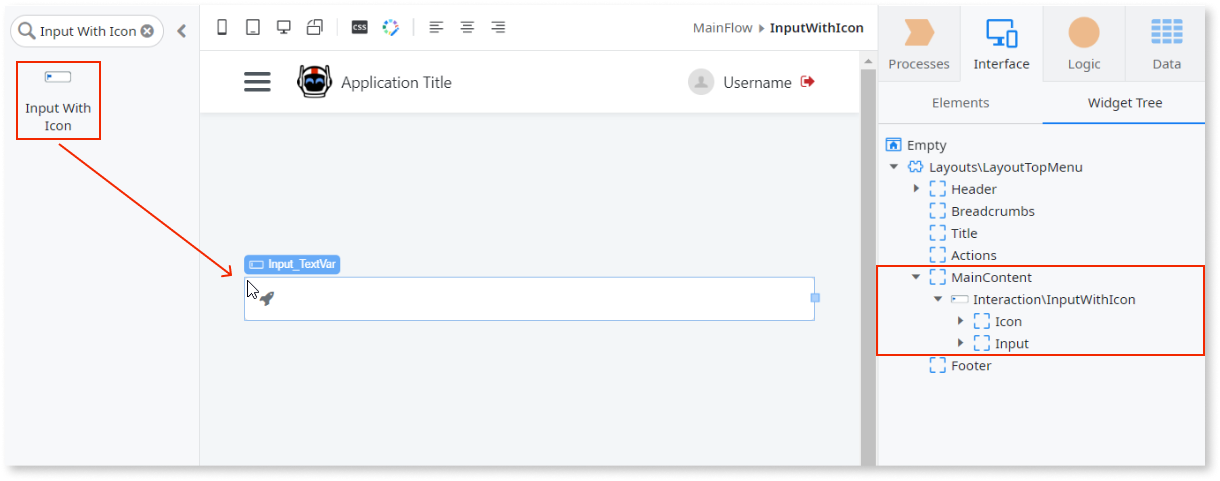 Input With Icon
Input With
Icon
CSS
MainFlow InputWithIcon
Application Title
Username
Input_TextVar
Processes
Interface
Logic
Data
Elements
Widget Tree
Empty
Layouts\LayoutTopMenu
Header
Breadcrumbs
Title
Actions
MainContent
Interaction\InputWithIcon
Icon
Input
Footer